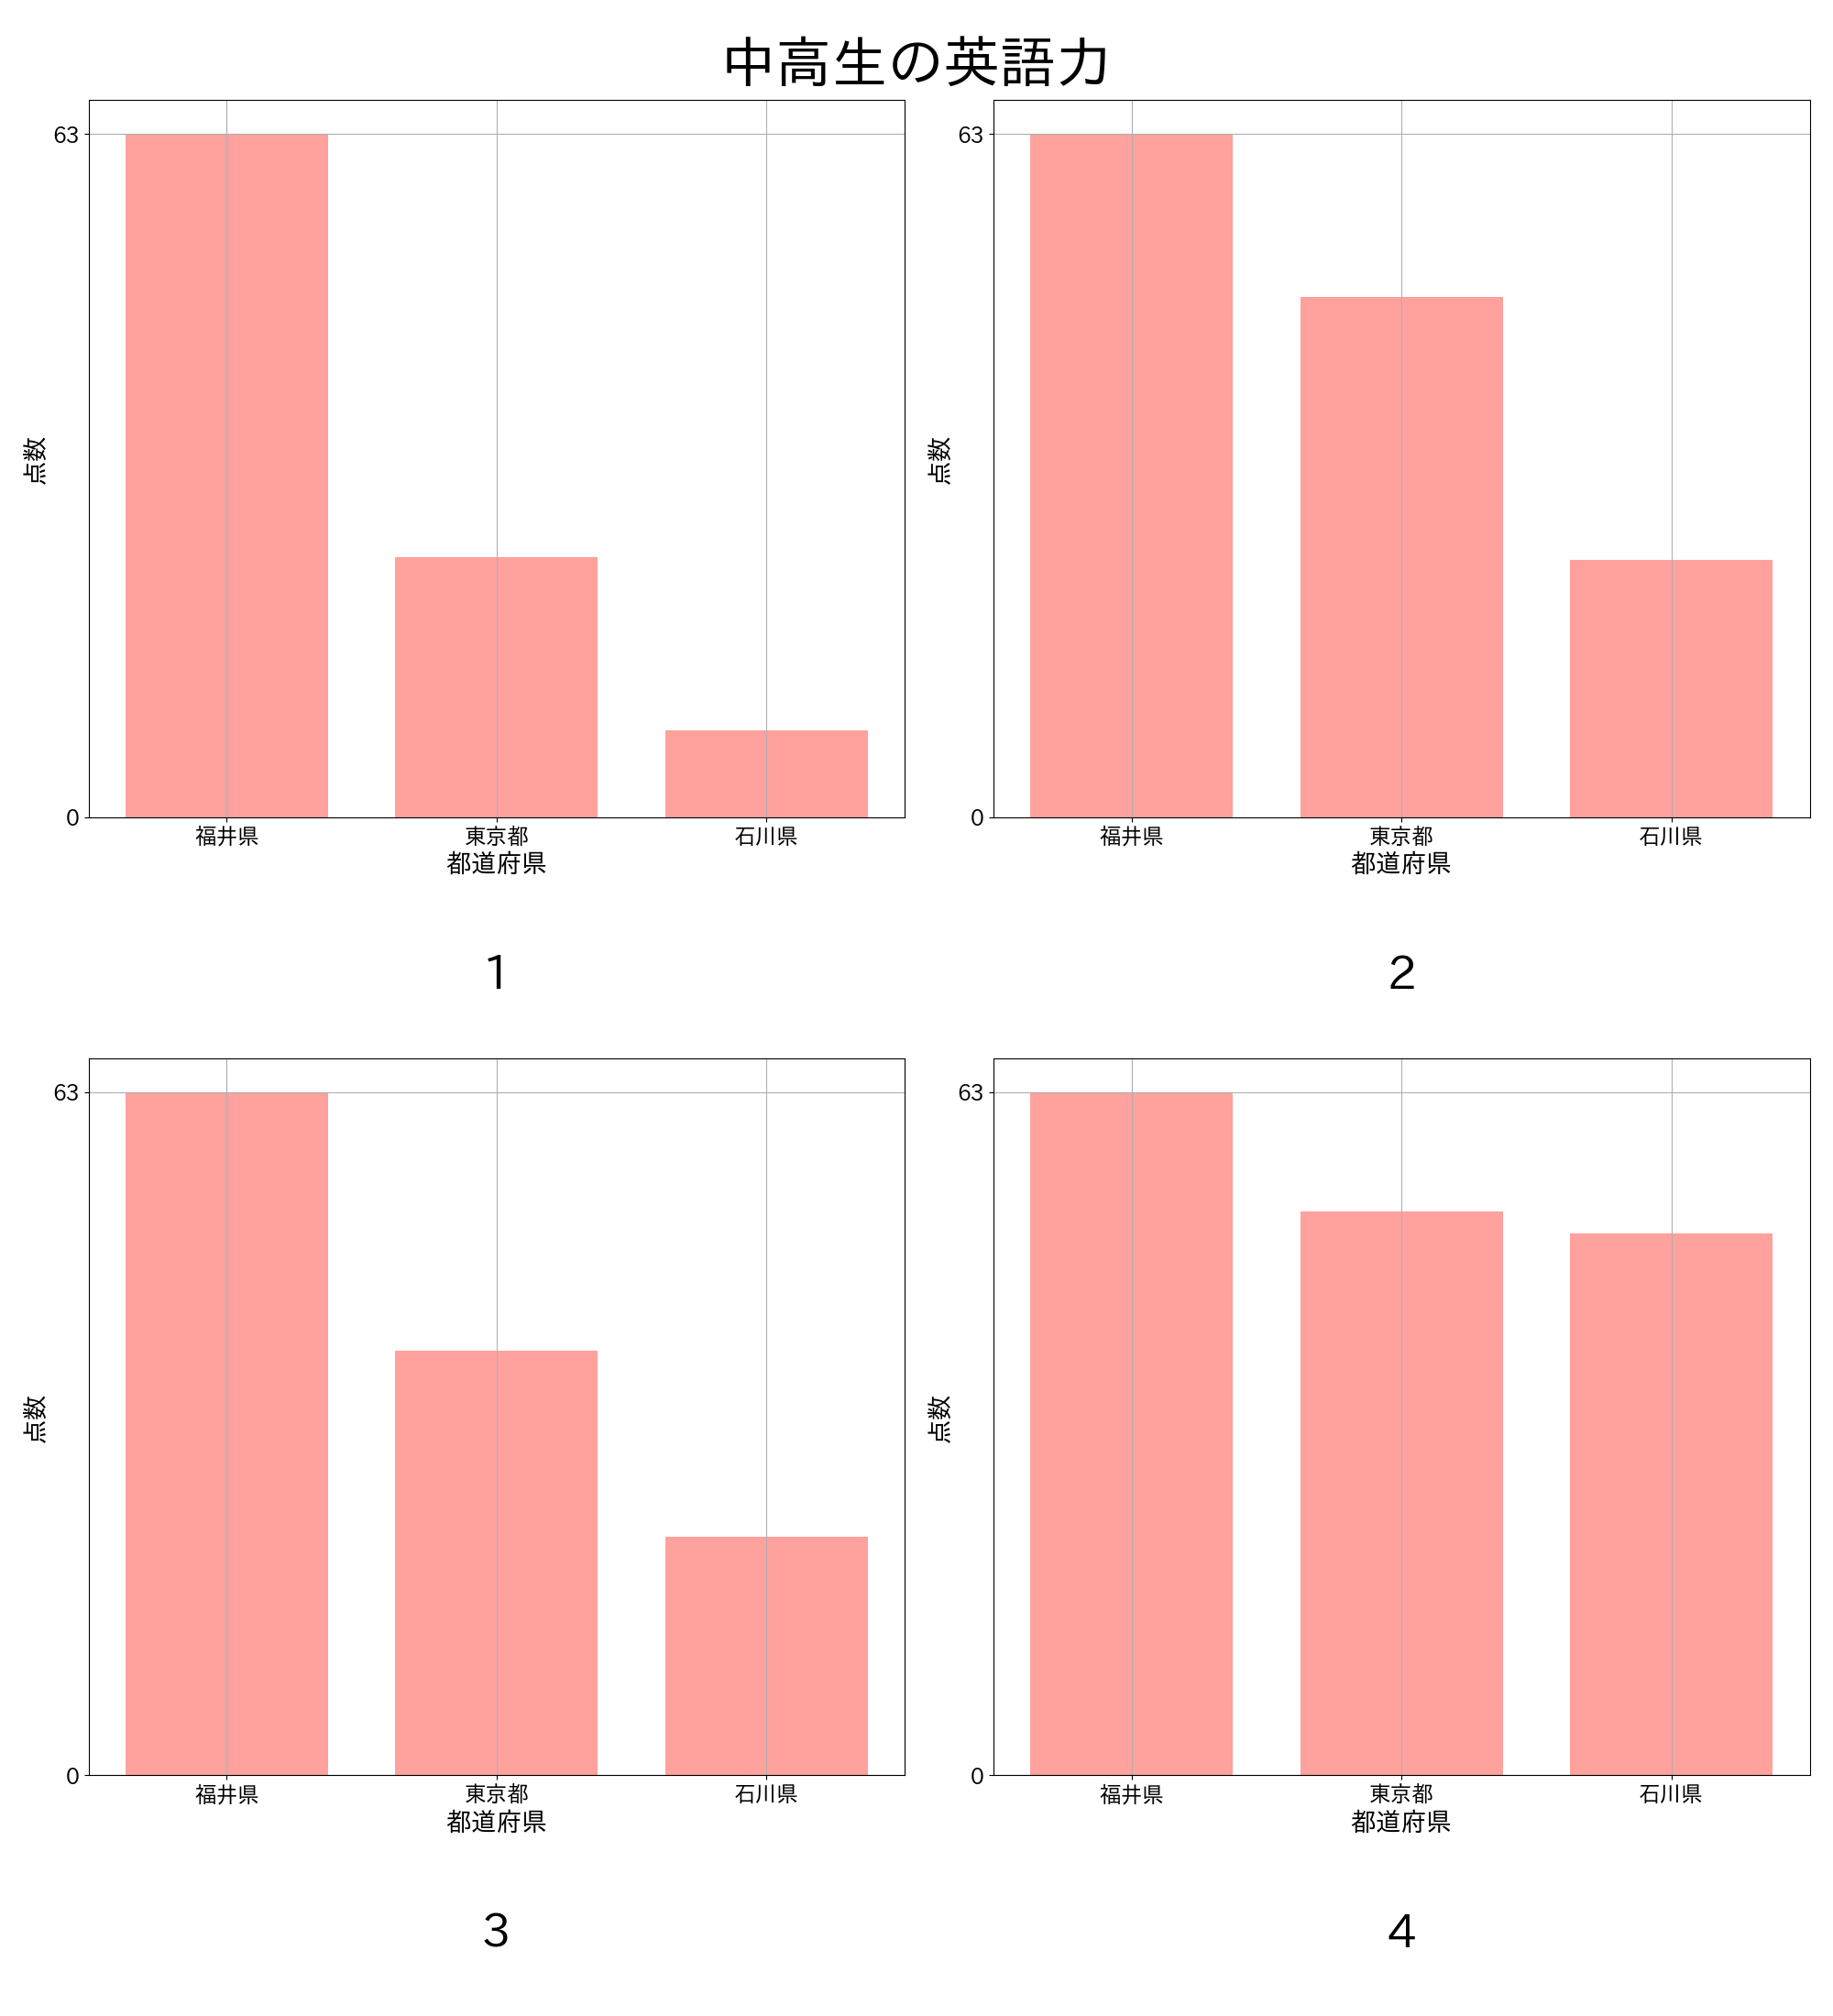 中高生の英語力
63
点数
0
福井県 東京都 石川県
都道府県
1
63
点数
0
福井県 東京都 石川県
都道府県
2
63
点数
0
福井県 東京都 石川県
都道府県
3
63
点数
0
福井県 東京都 石川県
都道府県
4